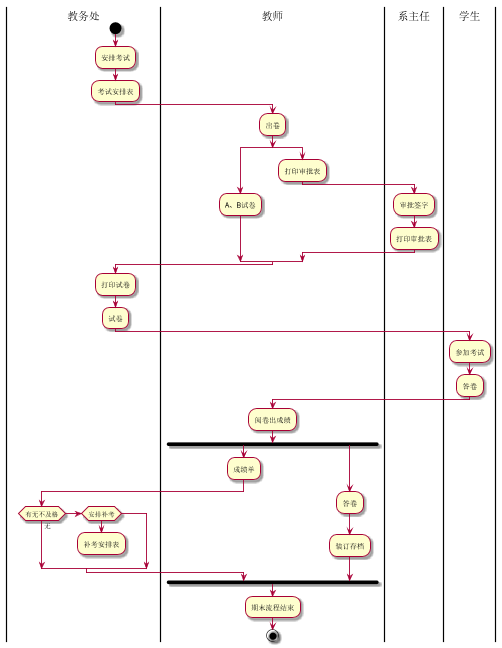 教务处
教师
系主任
学生
安排考试
考试安排表
出卷
打印审批表
A、B试卷
审批签字
打印审批表
打印试卷
试卷
参加考试
答卷
阅卷出成绩
成绩单
有无不及格
安排补考
无
答卷
补考安排表
装订存档
期末流程结束